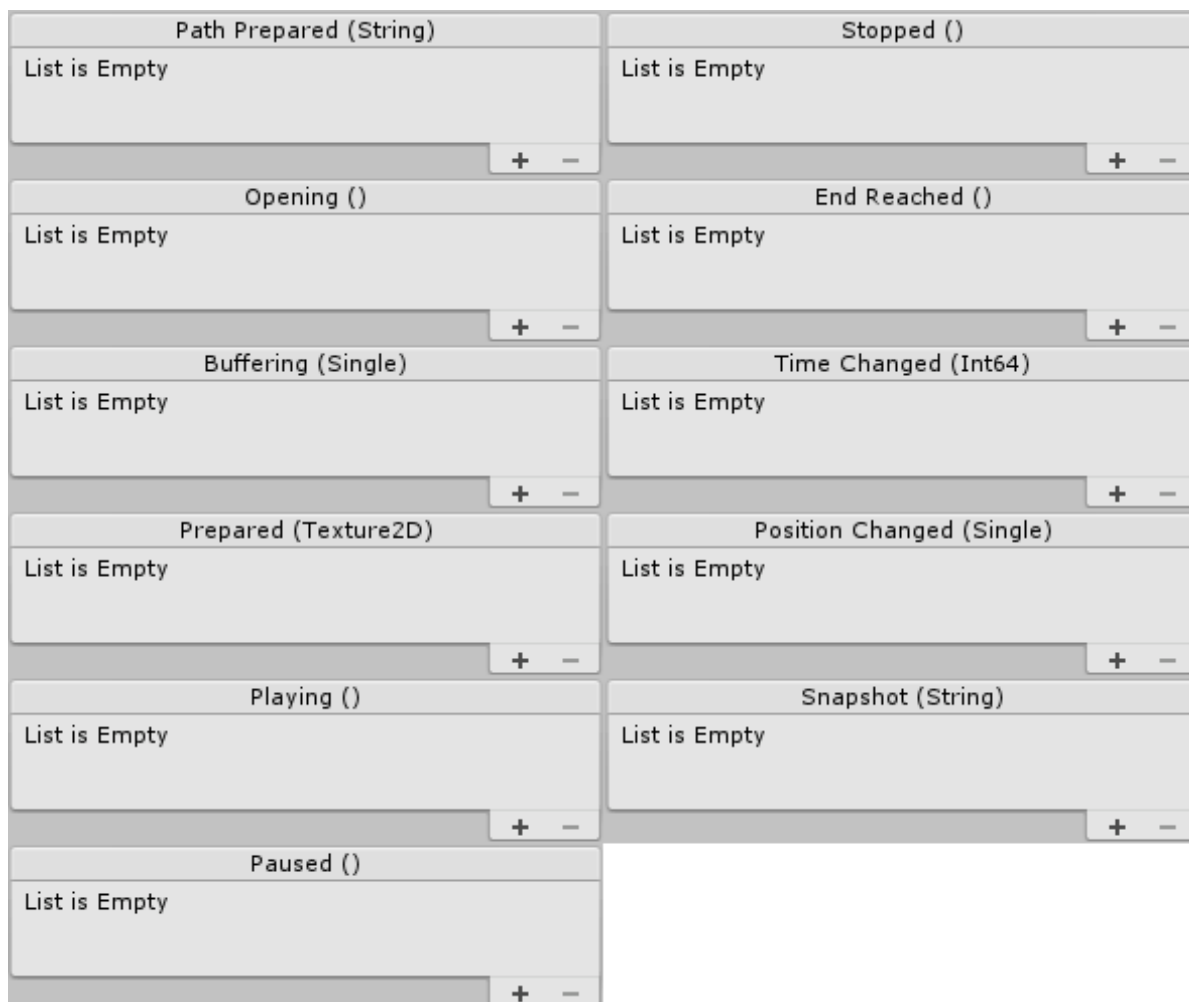 Path Prepared (String)
List is Empty
+ −
Opening ()
List is Empty
+ −
Buffering (Single)
List is Empty
+ −
Prepared (Texture2D)
List is Empty
+ −
Playing ()
List is Empty
+ −
Paused ()
List is Empty
+ −
Stopped ()
List is Empty
+ −
End Reached ()
List is Empty
+ −
Time Changed (Int64)
List is Empty
+ −
Position Changed (Single)
List is Empty
+ −
Snapshot (String)
List is Empty
+ −